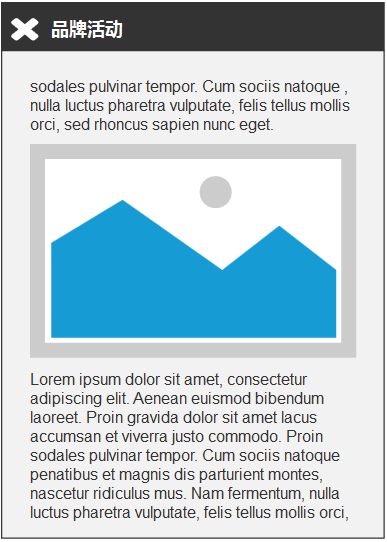 品牌活动
sodales pulvinar tempor. Cum sociis natoque ,
nulla luctus pharetra vulputate, felis tellus mollis
orci, sed rhoncus sapien nunc eget.
Lorem ipsum dolor sit amet, consectetur
adipiscing elit. Aenean euismod bibendum
laoreet. Proin gravida dolor sit amet lacus
accumsan et viverra justo commodo. Proin
sodales pulvinar tempor. Cum sociis natoque
penatibus et magnis dis parturient montes,
nascetur ridiculus mus. Nam fermentum, nulla
luctus pharetra vulputate, felis tellus mollis orci,